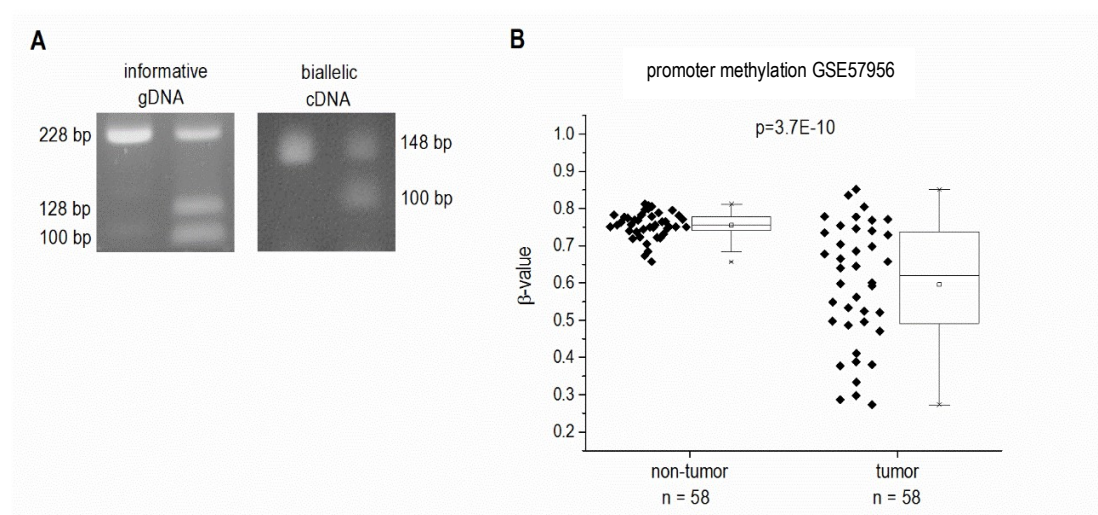 A
informative
gDNA
biallelic
cDNA
228 bp
128 bp
100 bp
148 bp
100 bp
B
promoter methylation GSE57956
p=3.7E-10
β-value
1.0
0.9
0.8
0.7
0.6
0.5
0.4
0.3
0.2
non-tumor
n = 58
tumor
n = 58